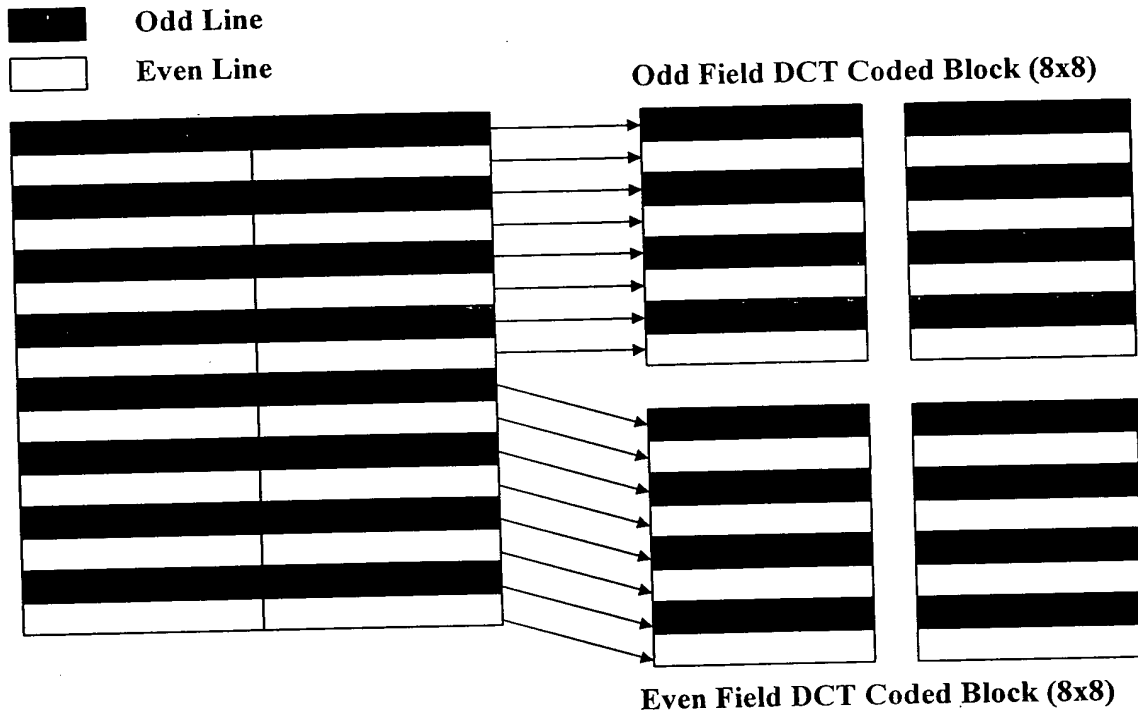 Odd Line
Even Line
Odd Field DCT Coded Block (8x8)
Even Field DCT Coded Block (8x8)